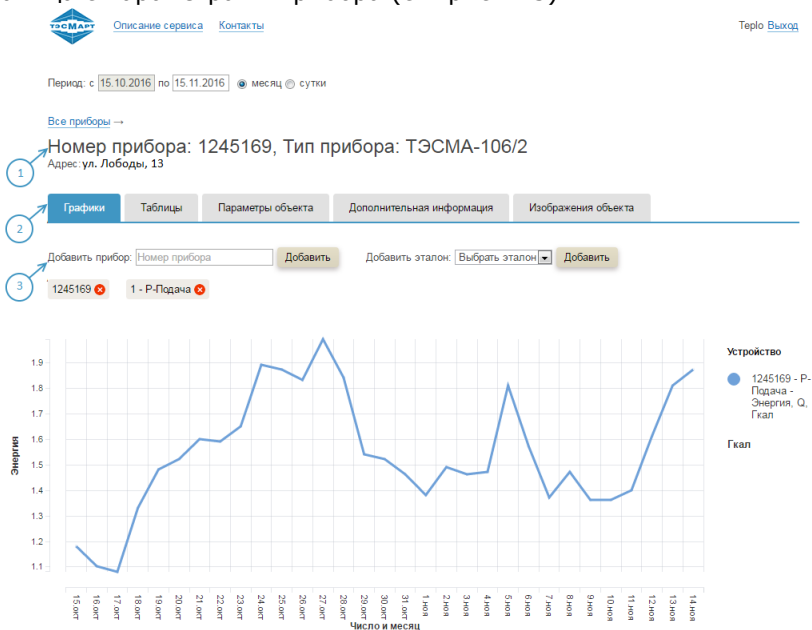 ТЭСМАРТ
Описание сервиса Контакты Teplo Выход
Период: с 15.10.2016 по 15.11.2016 месяц сутки
Все приборы →
Номер прибора: 1245169, Тип прибора: ТЭСМА-106/2
Адрес: ул. Лободы, 13
1
Графики Таблицы Параметры объекта Дополнительная информация Изображения объекта
2
Добавить прибор: Номер прибора Добавить Добавить эталон: Выбрать эталон Добавить
3
1245169 1 - Р-Подача
Устройство
1245169 - Р-
Подача -
Энергия, Q,
Гкал
Гкал
Энергия
1.9
1.8
1.7
1.6
1.5
1.4
1.3
1.2
1.1
15.окт 16.окт 17.окт 18.окт 19.окт 20.окт 21.окт 22.окт 23.окт 24.окт 25.окт 26.окт 27.окт 28.окт 29.окт 30.окт 31.окт 1.ноя 2.ноя 3.ноя 4.ноя 5.ноя 6.ноя 7.ноя 8.ноя 9.ноя 10.ноя 11.ноя 12.ноя 13.ноя 14.ноя
Число и месяц